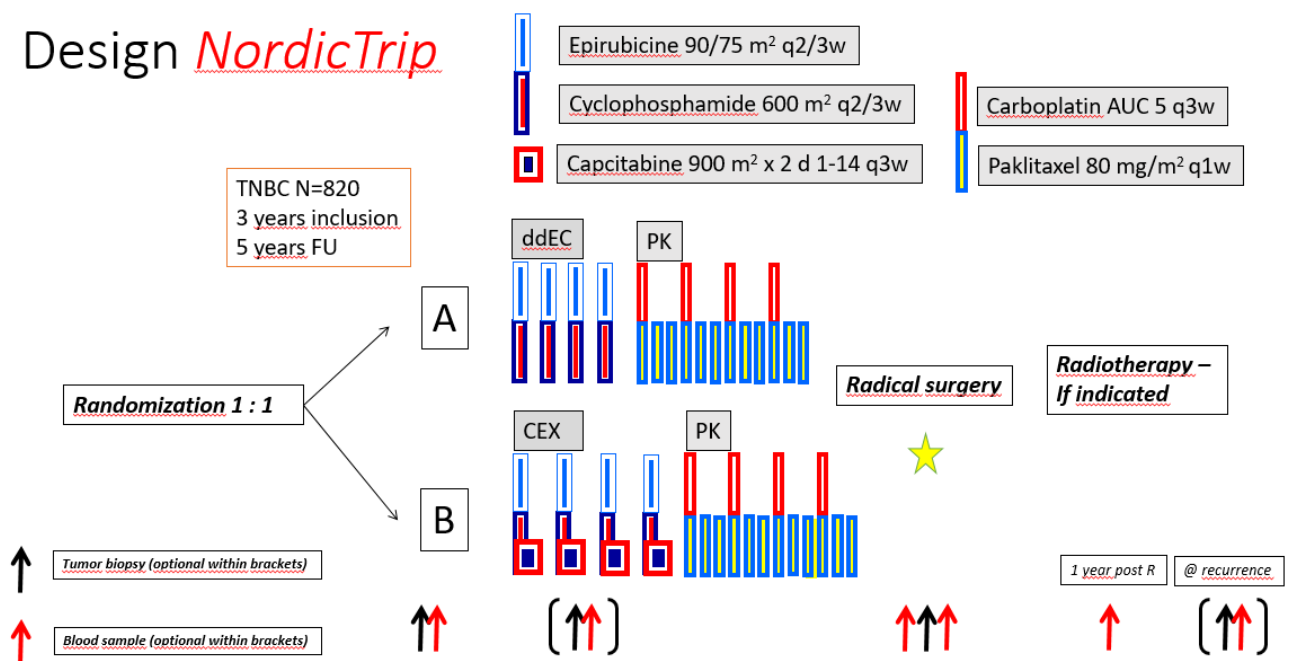 Design NordicTrip
Epirubicine 90/75 m² q2/3w
Cyclophosphamide 600 m² q2/3w
Capcitabine 900 m² x 2 d 1-14 q3w
Carboplatin AUC 5 q3w
Paklitaxel 80 mg/m² q1w
TNBC N=820
3 years inclusion
5 years FU
ddEC
PK
A
Randomization 1 : 1
Radical surgery
Radiotherapy –
If indicated
CEX
PK
B
Tumor biopsy (optional within brackets)
1 year post R
@ recurrence
Blood sample (optional within brackets)